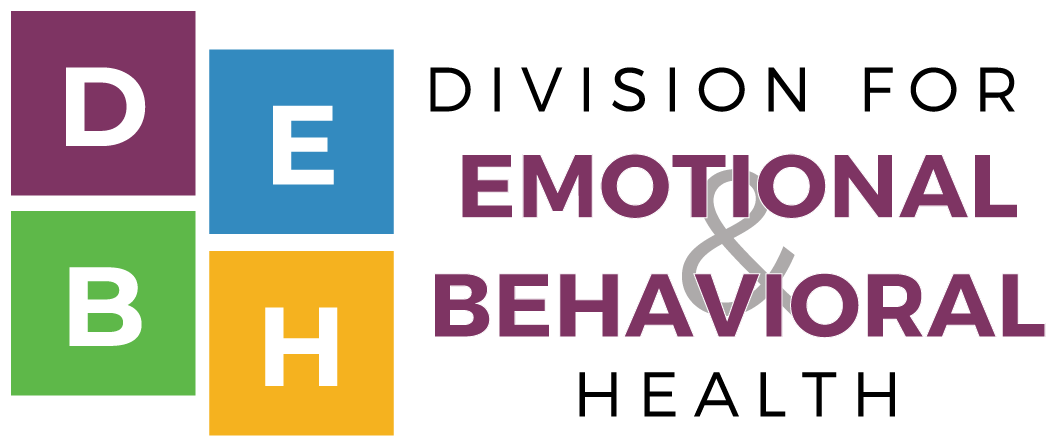 D E
B H
DIVISION FOR
EMOTIONAL
&
BEHAVIORAL
HEALTH